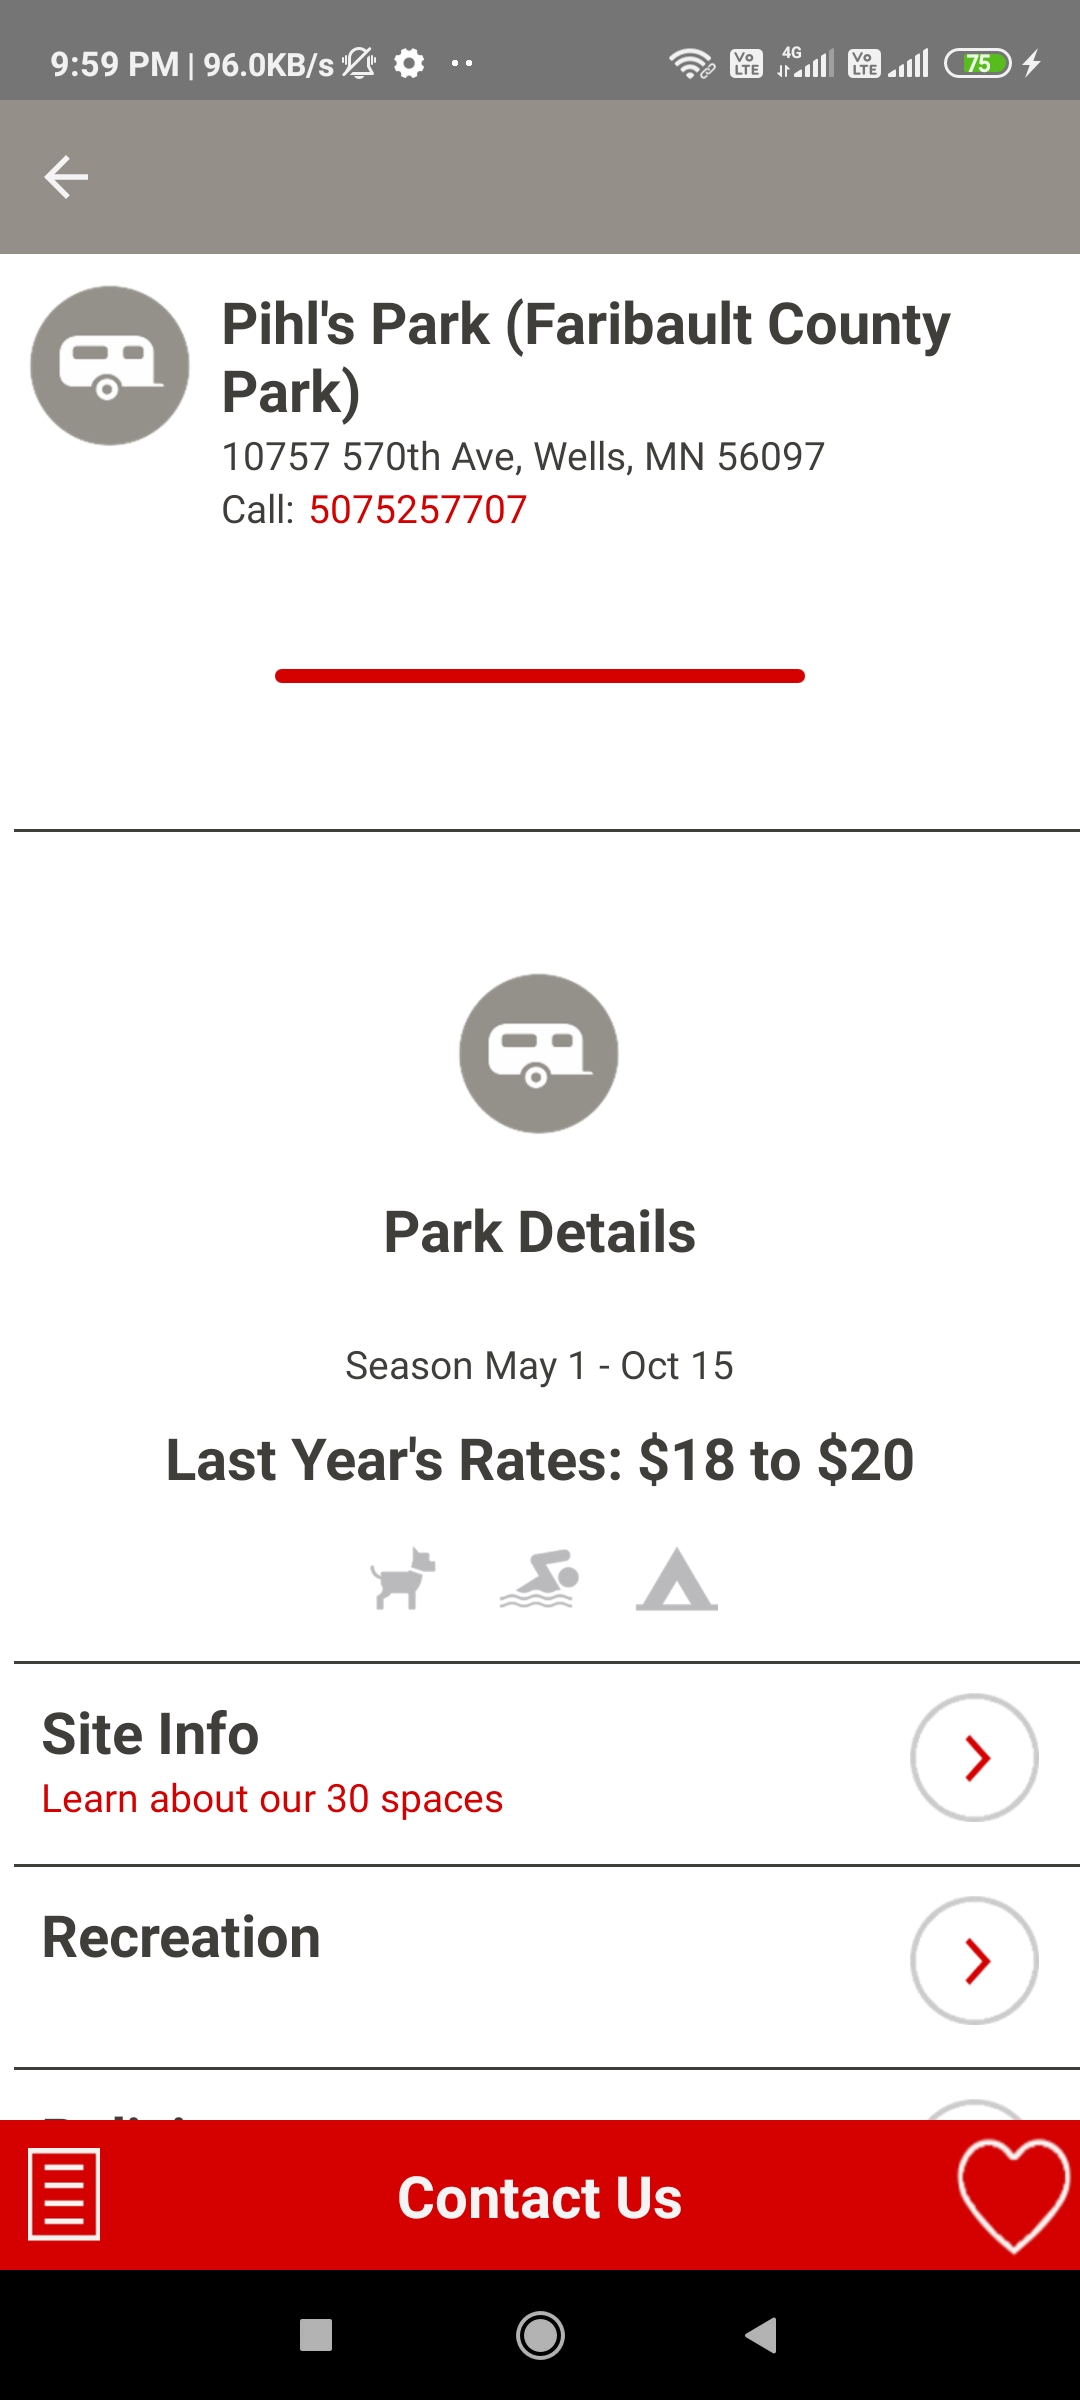 9:59 PM | 96.0KB/s
Vo LTE 4G Vo LTE 75
Pihl's Park (Faribault County
Park)
10757 570th Ave, Wells, MN 56097
Call: 5075257707
Park Details
Season May 1 - Oct 15
Last Year's Rates: $18 to $20
Site Info
Learn about our 30 spaces
Recreation
Contact Us